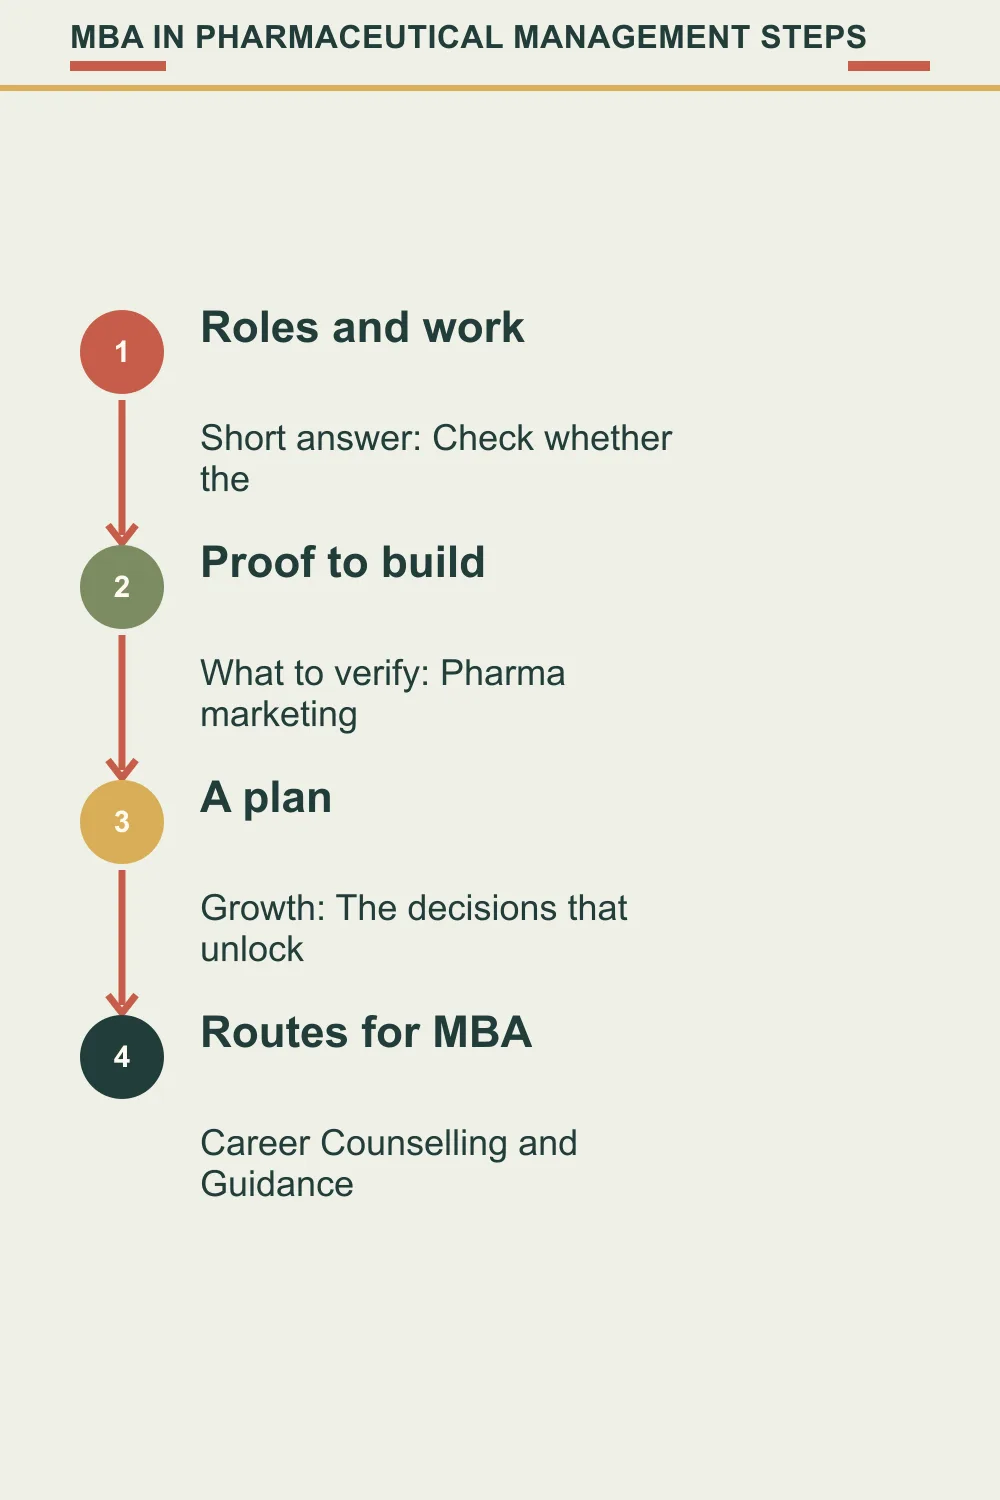 MBA IN PHARMACEUTICAL MANAGEMENT STEPS
1
Roles and work
Short answer: Check whether
the
2
Proof to build
What to verify: Pharma
marketing
3
A plan
Growth: The decisions that
unlock
4
Routes for MBA
Career Counselling and
Guidance